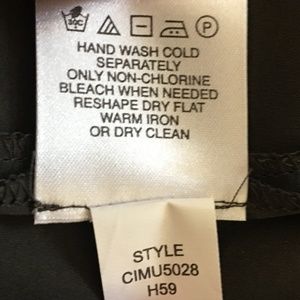 30C P
HAND WASH COLD
SEPARATELY
ONLY NON-CHLORINE
BLEACH WHEN NEEDED
RESHAPE DRY FLAT
WARM IRON
OR DRY CLEAN
STYLE
CIMU5028
H59